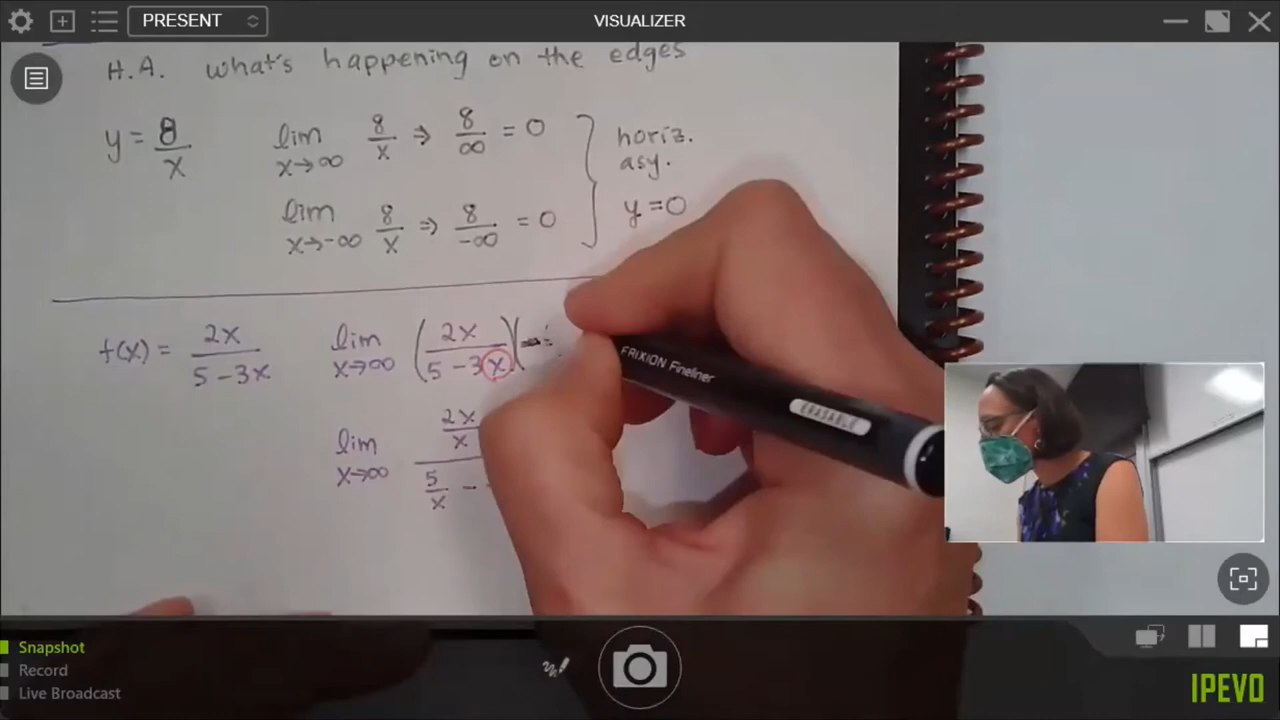 PRESENT
VISUALIZER
H.A. what's happening on the edges
y = 8/x lim x→∞ 8/x ⇒ 8/∞ = 0
horiz. asy.
lim x→-∞ 8/x ⇒ 8/-∞ = 0
y = 0
f(x) = 2x/(5 - 3x) lim x→∞ (2x/(5 - 3x))(
lim x→∞ 2x/x
5/x -
FRIXION Fineliner
ERASABLE
Snapshot
Record
Live Broadcast
IPEVO